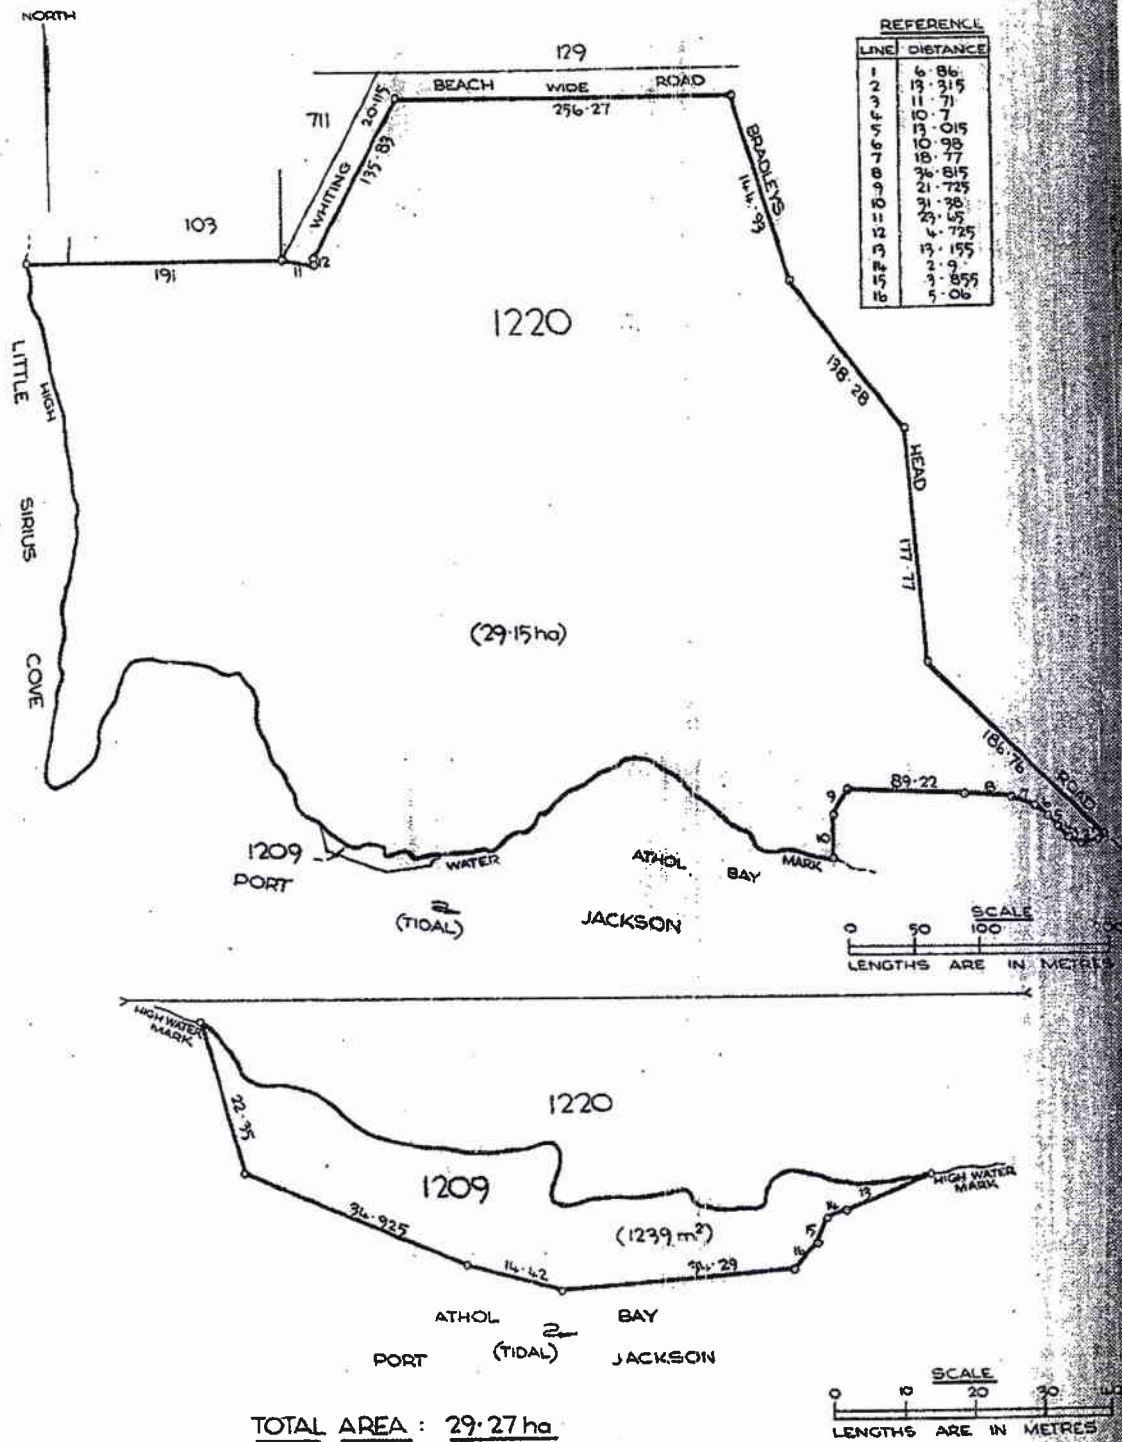 NORTH
REFERENCE
LINE DISTANCE
1 6·86
2 13·315
3 11·71
4 10·7
5 13·015
6 10·98
7 18·77
8 36·815
9 21·725
10 31·38
11 23·65
12 4·725
13 13·155
14 2·9
15 3·855
16 5·06
129
BEACH WIDE ROAD
256·27
711
20·115
WHITING
135·83
BRADLEYS
144·93
103
191
11
12
1220
138·28
LITTLE SIRIUS COVE
HIGH
HEAD
177·77
(29·15ha)
186·76
ROAD
89·22
8
9
10
1209
WATER
ATHOL BAY
MARK
PORT JACKSON
(TIDAL)
SCALE
0 50 100
LENGTHS ARE IN METRES
HIGH WATER
MARK
22·35
1220
1209
HIGH WATER
MARK
13
14
15
16
34·925
(1239 m²)
14·42
34·29
ATHOL BAY
(TIDAL)
PORT JACKSON
SCALE
0 10 20 30 40
LENGTHS ARE IN METRES
TOTAL AREA : 29·27 ha